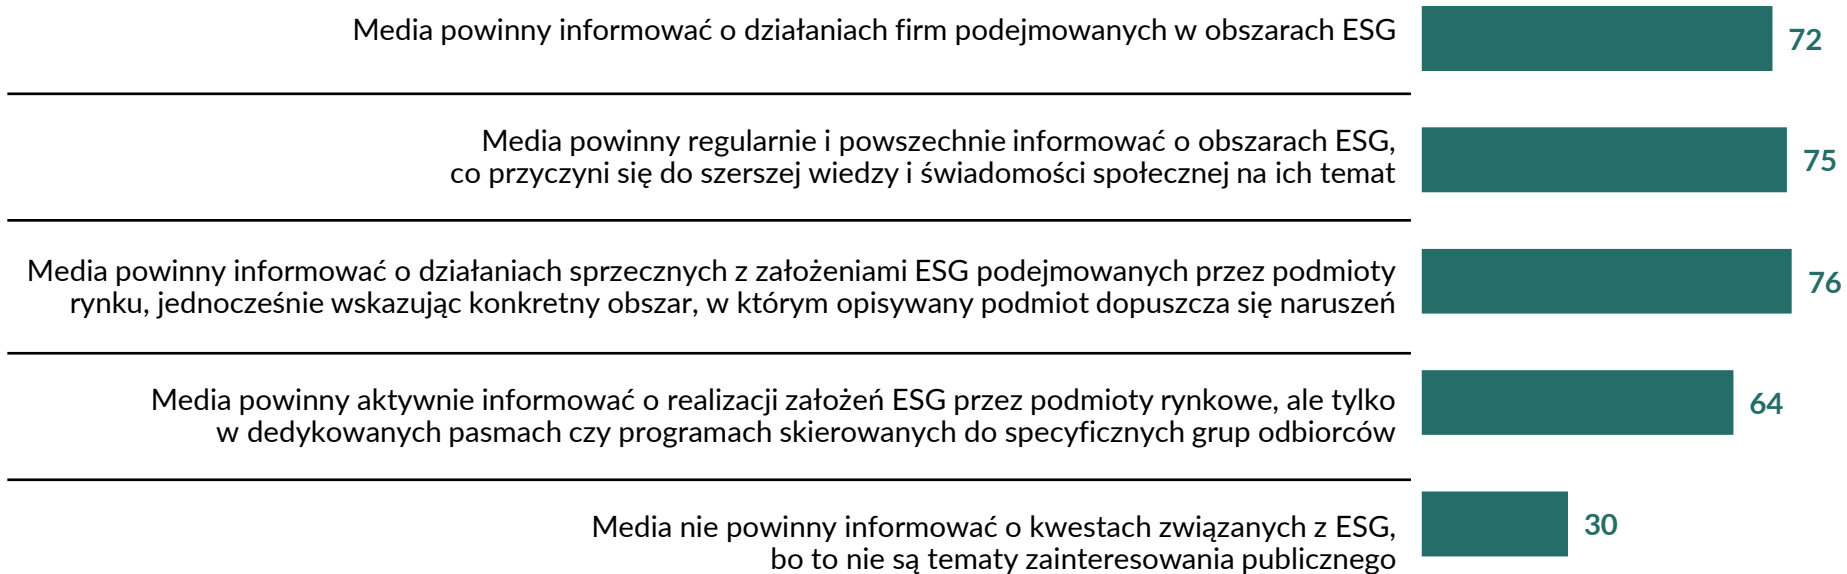 Media powinny informować o działaniach firm podejmowanych w obszarach ESG
72
Media powinny regularnie i powszechnie informować o obszarach ESG,
co przyczyni się do szerszej wiedzy i świadomości społecznej na ich temat
75
Media powinny informować o działaniach sprzecznych z założeniami ESG podejmowanych przez podmioty
rynku, jednocześnie wskazując konkretny obszar, w którym opisywany podmiot dopuszcza się naruszeń
76
Media powinny aktywnie informować o realizacji założeń ESG przez podmioty rynkowe, ale tylko
w dedykowanych pasmach czy programach skierowanych do specyficznych grup odbiorców
64
Media nie powinny informować o kwestach związanych z ESG,
bo to nie są tematy zainteresowania publicznego
30